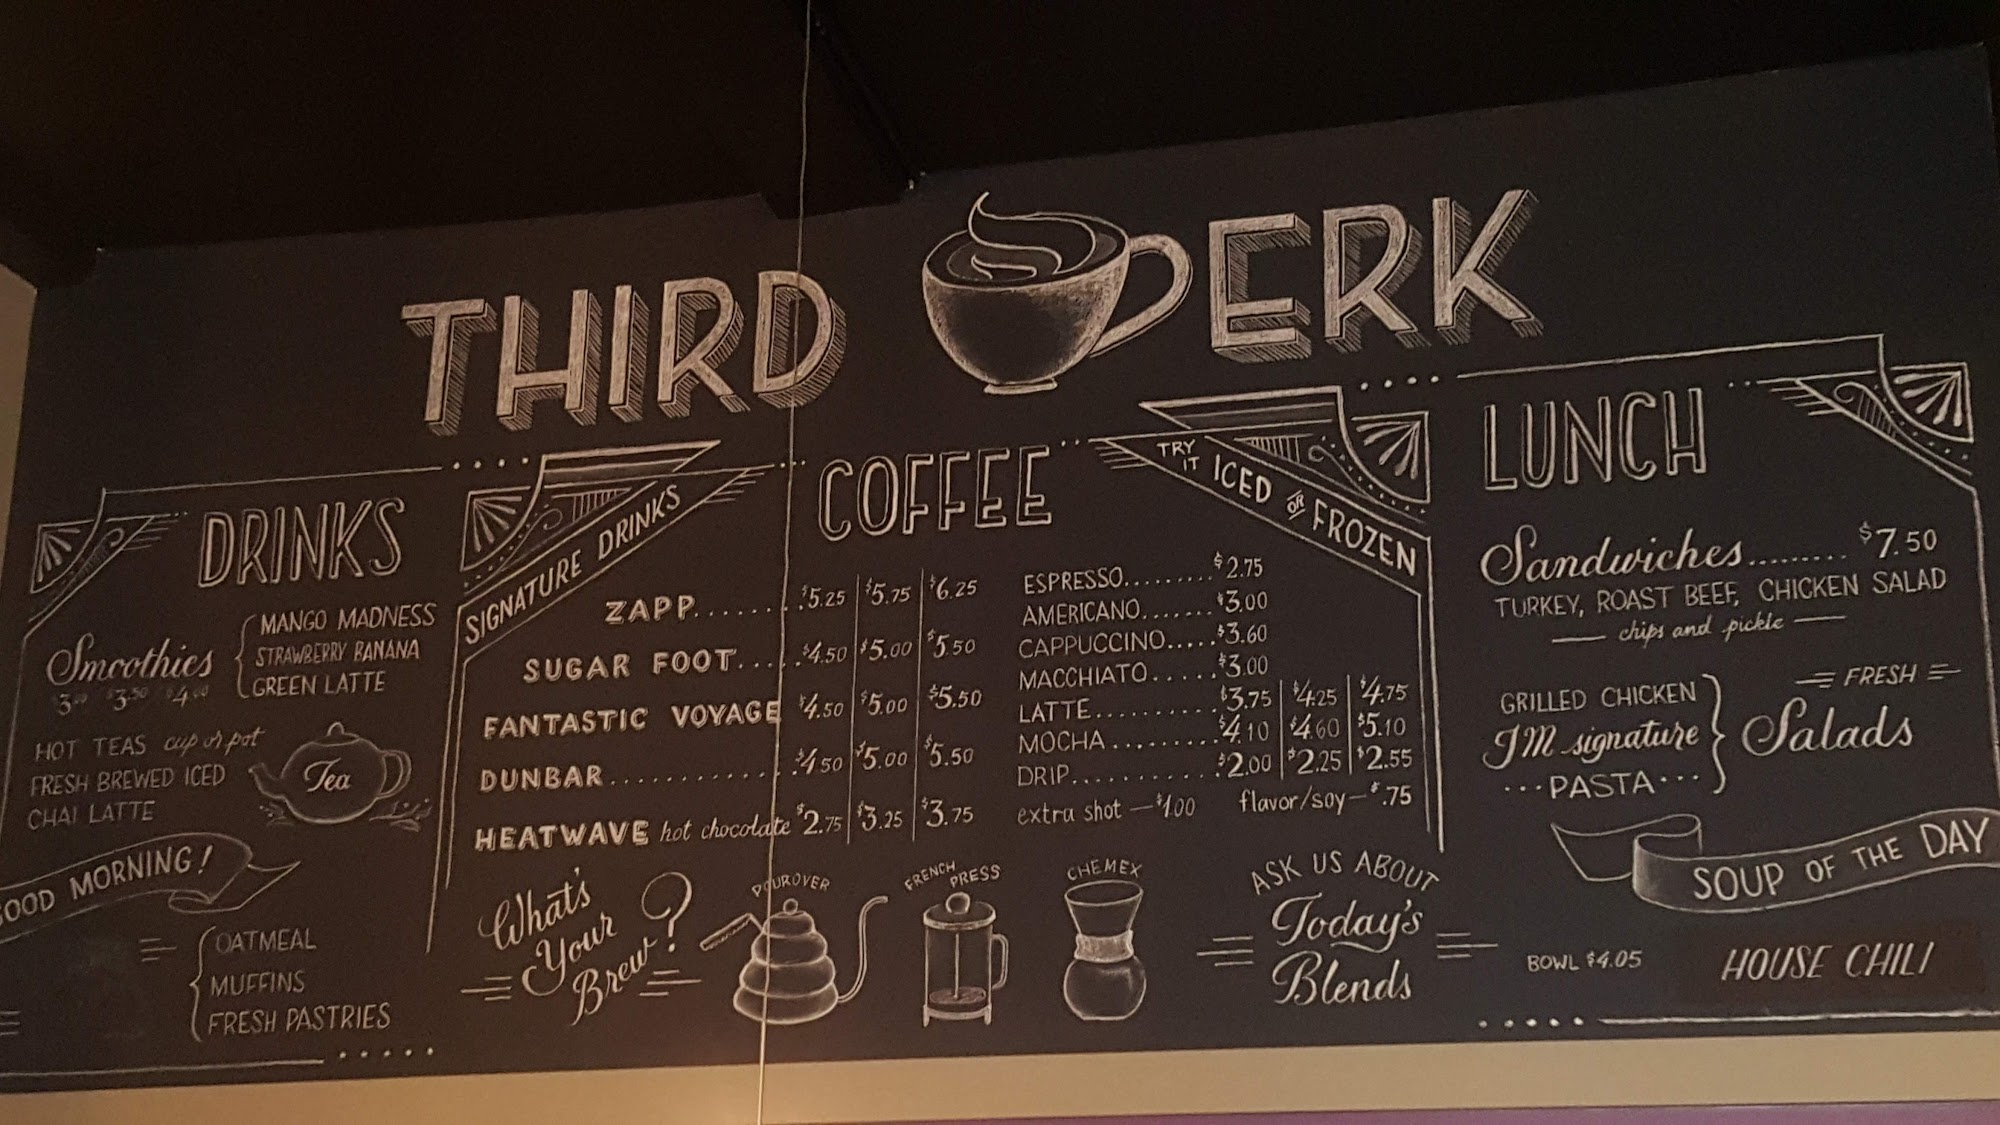 THIRD PERK
DRINKS
Smoothies
$3.00 $3.50 $4.00
MANGO MADNESS
STRAWBERRY BANANA
GREEN LATTE
HOT TEAS cup or pot
FRESH BREWED ICED
CHAI LATTE
Tea
GOOD MORNING!
OATMEAL
MUFFINS
FRESH PASTRIES
COFFEE
SIGNATURE DRINKS
TRY IT ICED OR FROZEN
ZAPP.......$5.25 $5.75 $6.25
SUGAR FOOT.....$4.50 $5.00 $5.50
FANTASTIC VOYAGE $4.50 $5.00 $5.50
DUNBAR.............$4.50 $5.00 $5.50
HEATWAVE hot chocolate $2.75 $3.25 $3.75
ESPRESSO.........$2.75
AMERICANO.......$3.00
CAPPUCCINO.....$3.60
MACCHIATO......$3.00
LATTE...........$3.75 $4.25 $4.75
MOCHA.........$4.10 $4.60 $5.10
DRIP............$2.00 $2.25 $2.55
extra shot — $1.00 flavor/soy — $.75
What's
Your
Brew?
POUROVER
FRENCH PRESS
CHEMEX
ASK US ABOUT
Today's
Blends
LUNCH
Sandwiches.........$7.50
TURKEY, ROAST BEEF, CHICKEN SALAD
— chips and pickle —
GRILLED CHICKEN
JM signature
...PASTA...
FRESH
Salads
SOUP OF THE DAY
BOWL $4.05 HOUSE CHILI